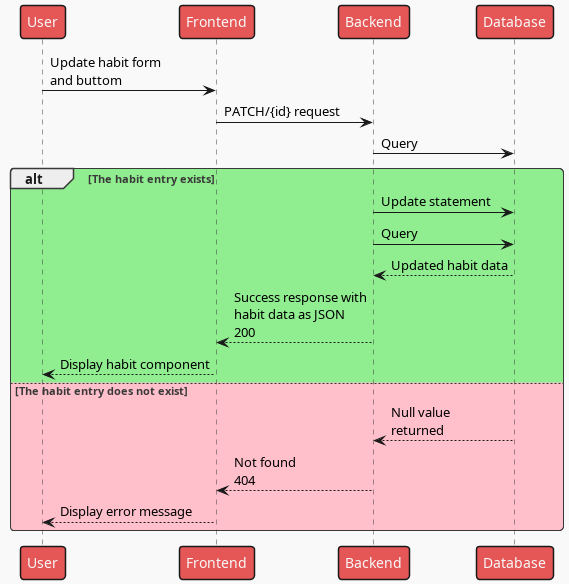 User
Frontend
Backend
Database
Update habit form
and buttom
PATCH/{id} request
Query
alt
[The habit entry exists]
Update statement
Query
Updated habit data
Success response with
habit data as JSON
200
Display habit component
[The habit entry does not exist]
Null value
returned
Not found
404
Display error message
User
Frontend
Backend
Database